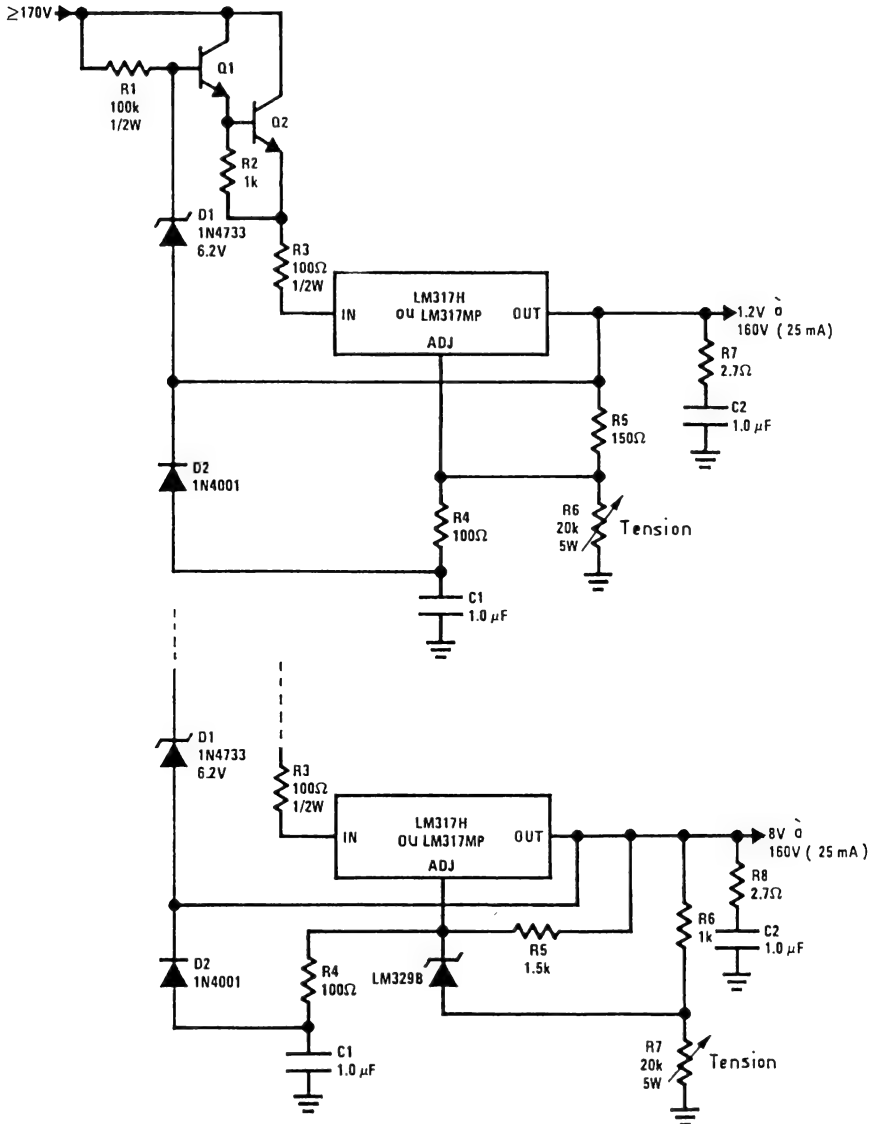 ≥170V
R1
100k
1/2W
Q1
Q2
R2
1k
D1
1N4733
6.2V
R3
100Ω
1/2W
LM317H
ou LM317MP
IN
OUT
ADJ
1.2V à
160V (25 mA)
R7
2.7Ω
C2
1.0 μF
R5
150Ω
D2
1N4001
R4
100Ω
R6
20k
5W
Tension
C1
1.0 μF
D1
1N4733
6.2V
R3
100Ω
1/2W
LM317H
ou LM317MP
IN
OUT
ADJ
8V à
160V (25 mA)
R8
2.7Ω
C2
1.0 μF
R6
1k
R5
1.5k
D2
1N4001
R4
100Ω
LM329B
C1
1.0 μF
R7
20k
5W
Tension